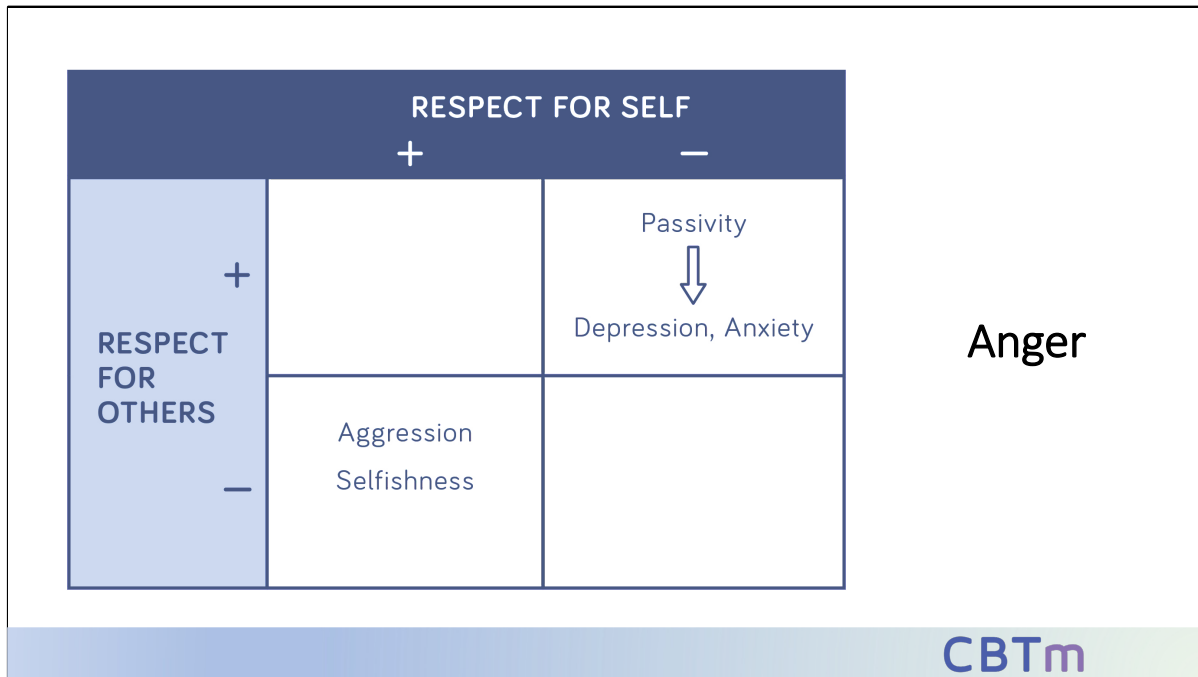 RESPECT FOR SELF
+ −
+
Passivity
Depression, Anxiety
RESPECT
FOR
OTHERS
−
Aggression
Selfishness
Anger
CBTm